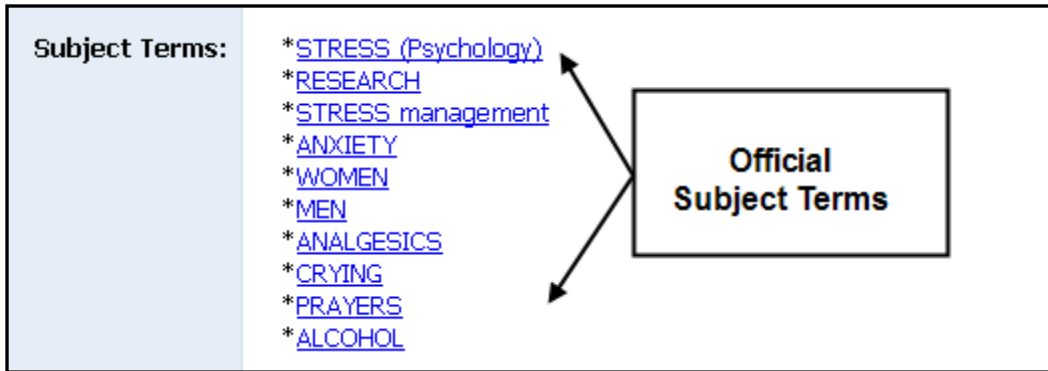 Subject Terms:
*STRESS (Psychology)
*RESEARCH
*STRESS management
*ANXIETY
*WOMEN
*MEN
*ANALGESICS
*CRYING
*PRAYERS
*ALCOHOL
Official
Subject Terms